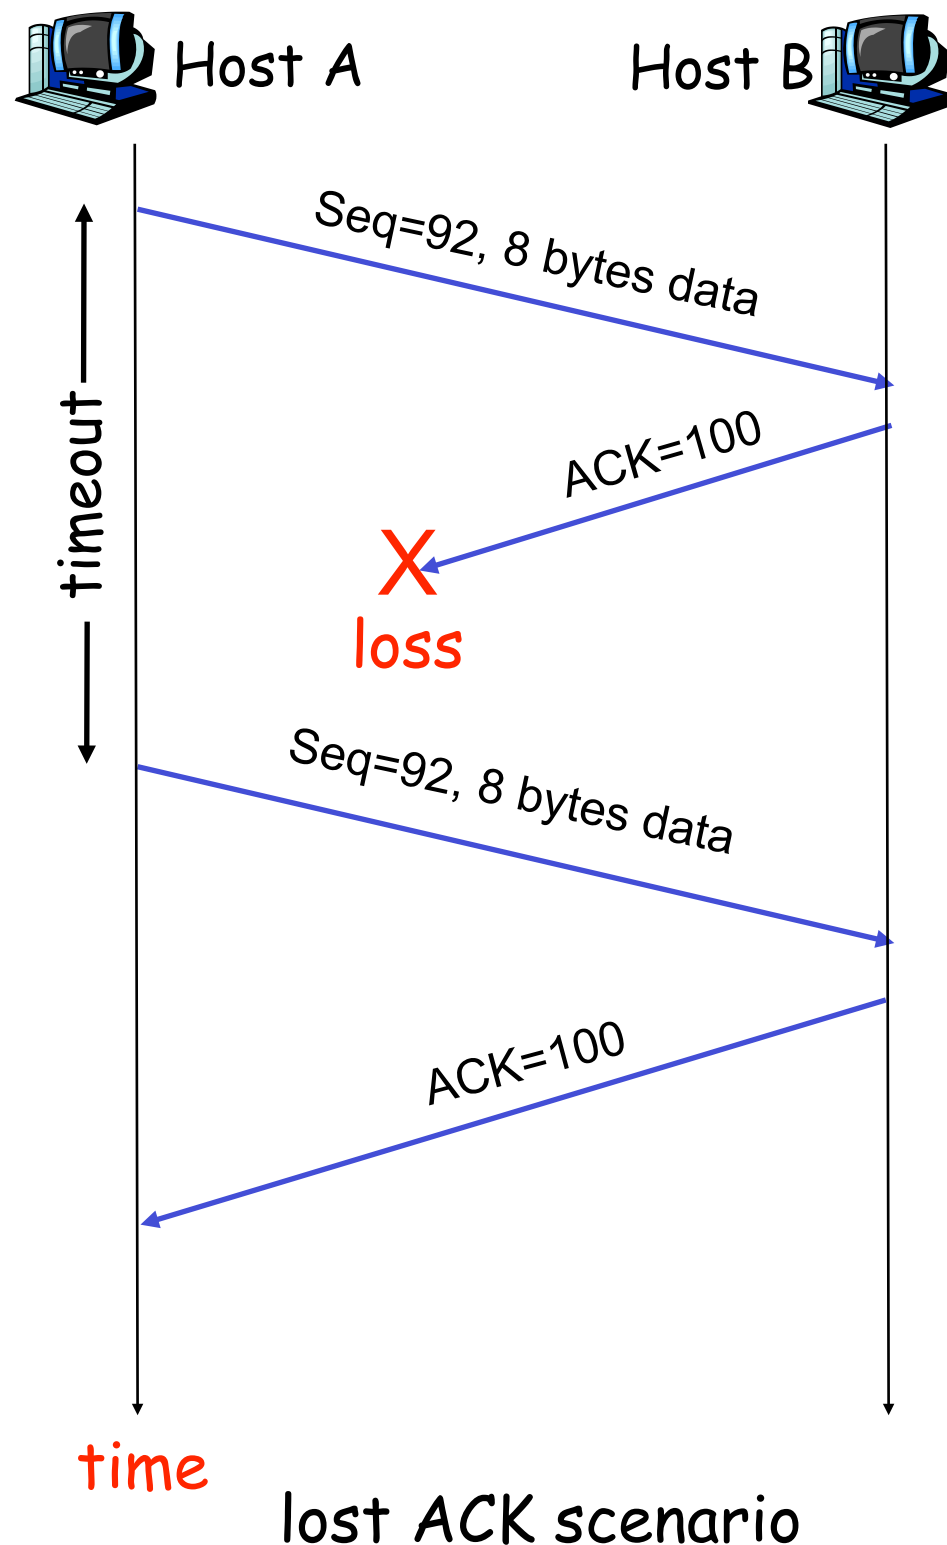 Host A
Host B
Seq=92, 8 bytes data
ACK=100
timeout
X
loss
Seq=92, 8 bytes data
ACK=100
time
lost ACK scenario